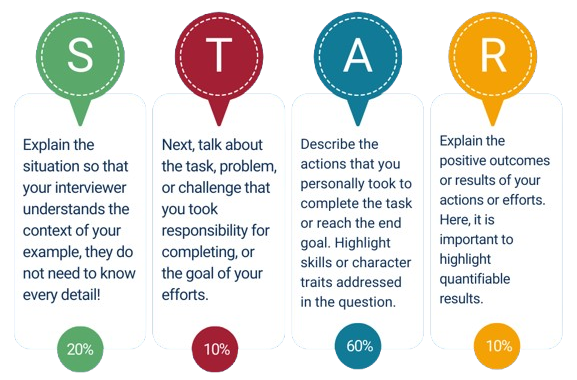 S
Explain the
situation so that
your interviewer
understands the
context of your
example, they do
not need to know
every detail!
20%
T
Next, talk about
the task, problem,
or challenge that
you took
responsibility for
completing, or
the goal of your
efforts.
10%
A
Describe the
actions that you
personally took to
complete the task
or reach the end
goal. Highlight
skills or character
traits addressed
in the question.
60%
R
Explain the
positive outcomes
or results of your
actions or efforts.
Here, it is
important to
highlight
quantifiable
results.
10%